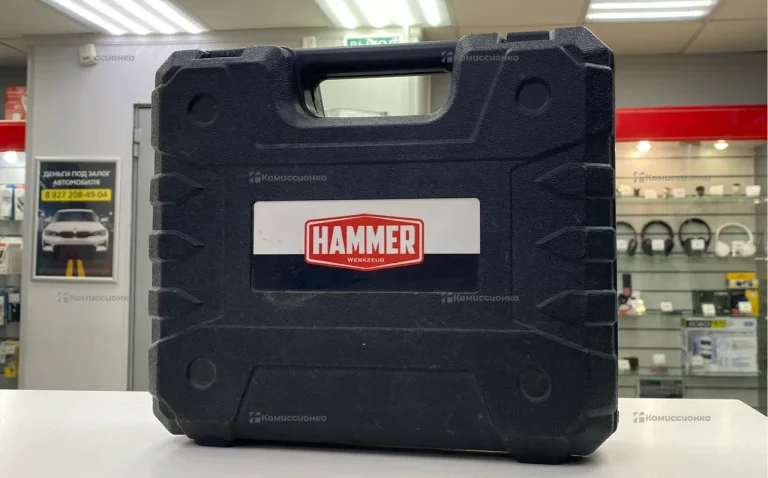 ВЫХОД
Комиссионка
Комиссионка
ДЕНЬГИ ПОД ЗАЛОГ
АВТОМОБИЛЯ
8 927 208-49-04
Комиссионка
Комиссионка
HAMMER
WERKZEUG
Комиссионка
Комиссионка
Комиссионка
Комиссионка